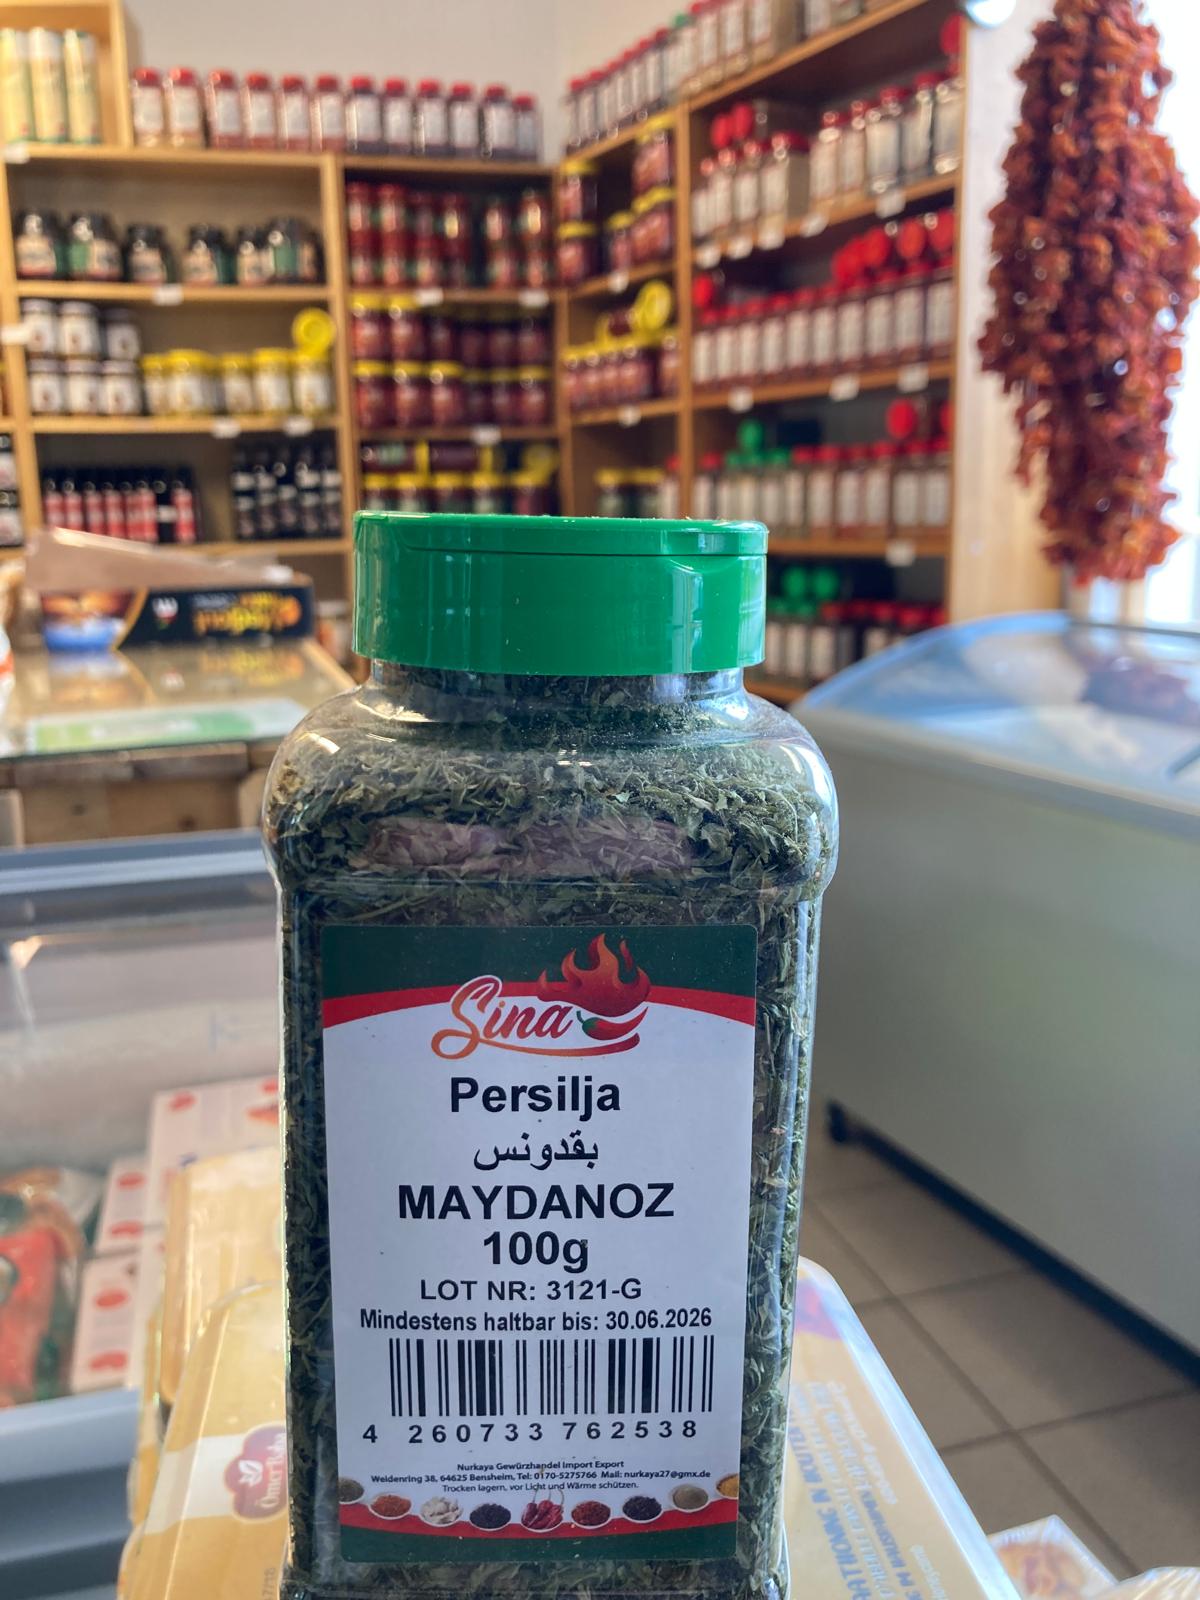 Sina
Persilja
بقدونس
MAYDANOZ
100g
LOT NR: 3121-G
Mindestens haltbar bis: 30.06.2026
4 260733 762538
Nurkaya Gewürzhandel Import Export
Weidenring 38, 64625 Bensheim, Tel: 0170-5275766 Mail: nurkaya27@gmx.de
Trocken lagern, vor Licht und Wärme schützen.
ÖmerBaba